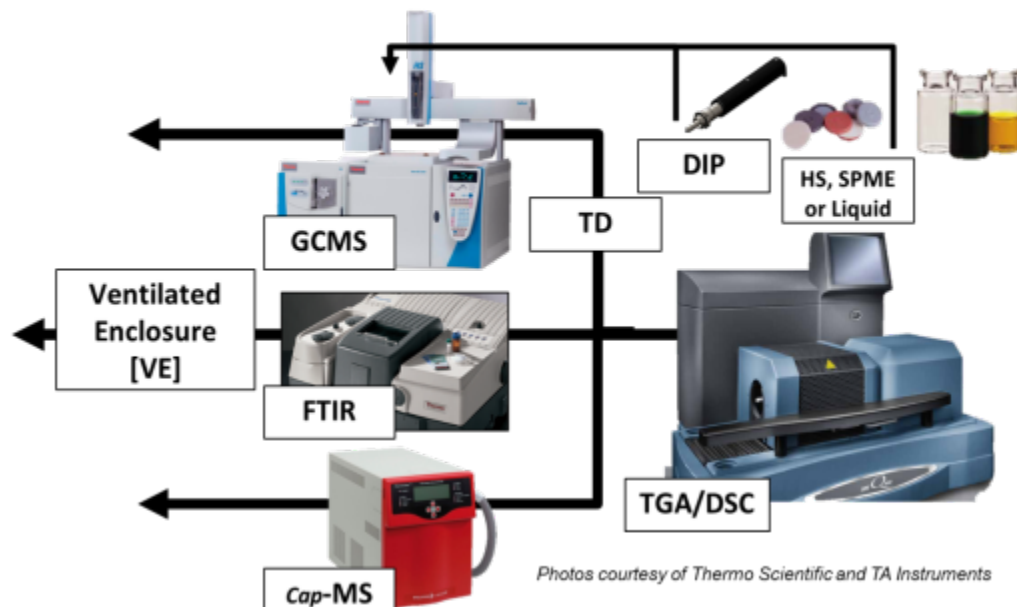 DIP
HS, SPME
or Liquid
GCMS
TD
Ventilated
Enclosure
[VE]
FTIR
TGA/DSC
Cap-MS
Photos courtesy of Thermo Scientific and TA Instruments